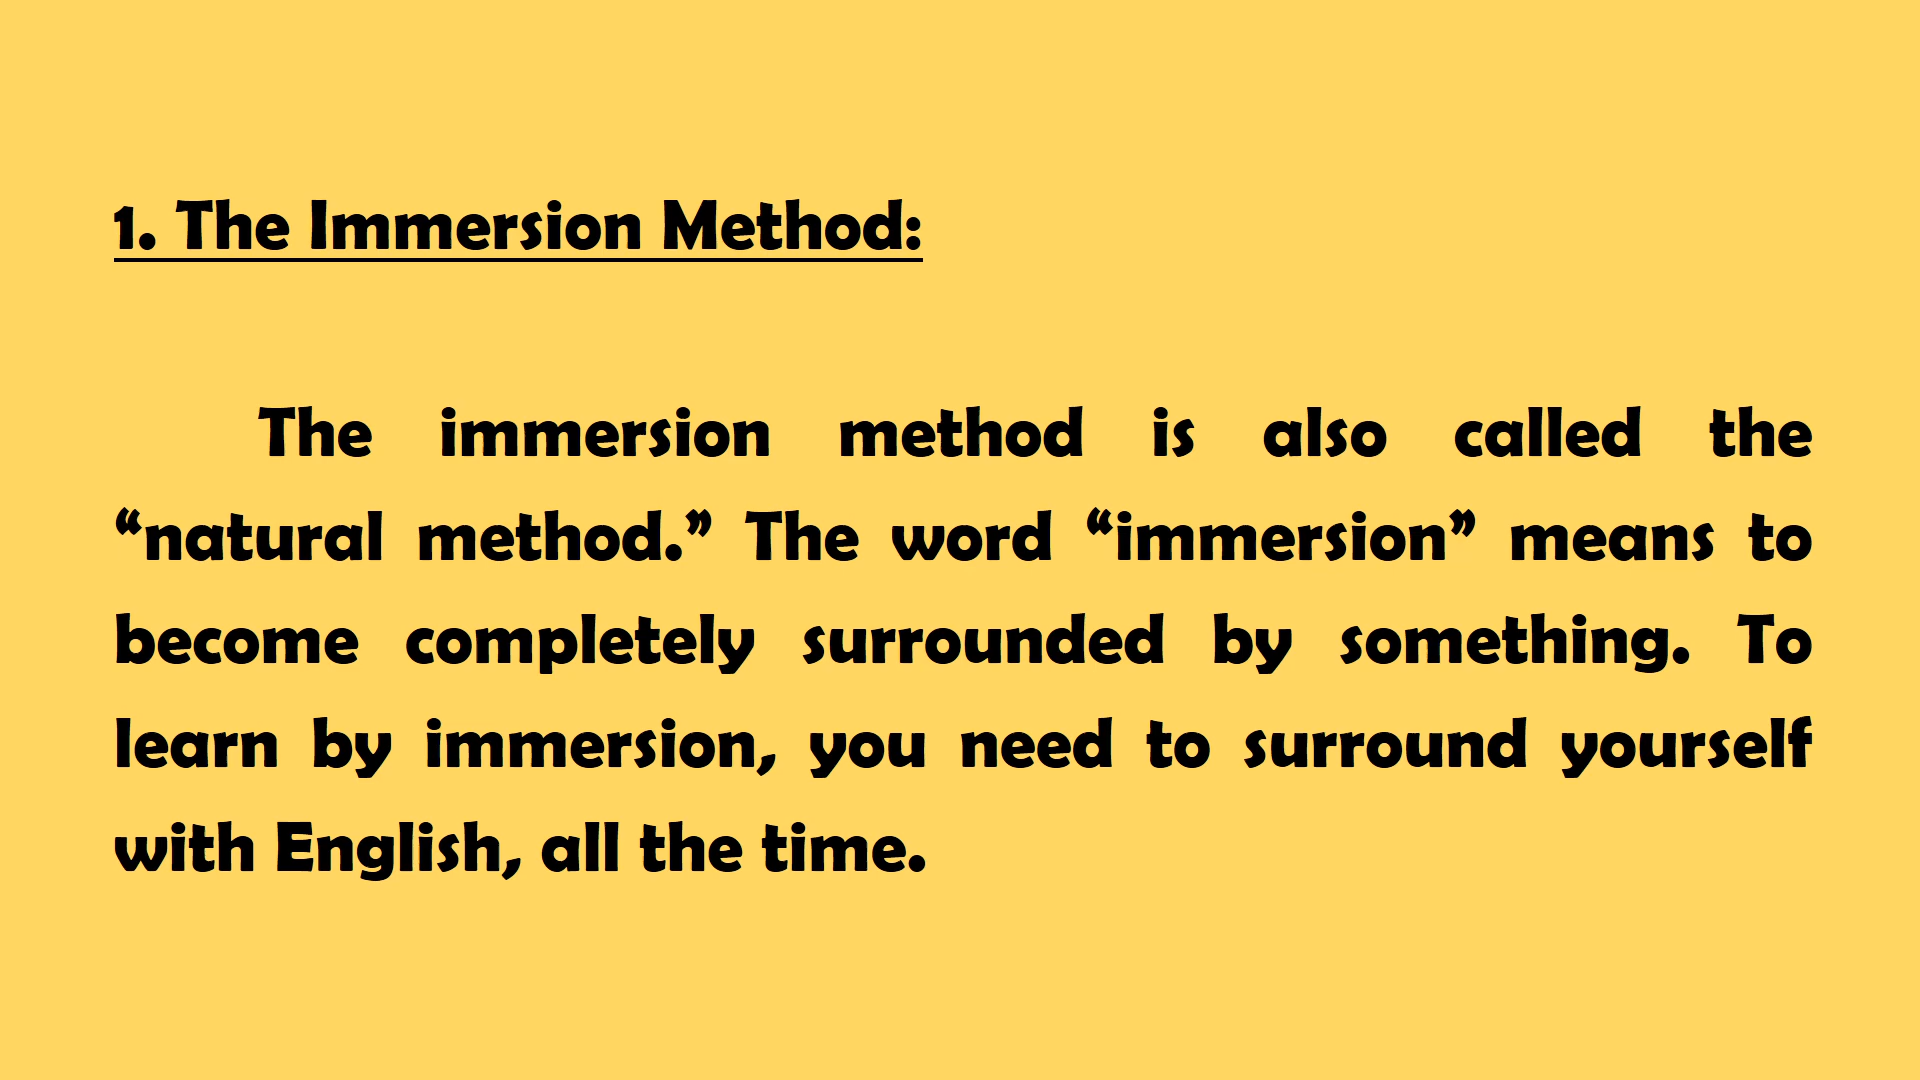 1. The Immersion Method:
The immersion method is also called the
“natural method.” The word “immersion” means to
become completely surrounded by something. To
learn by immersion, you need to surround yourself
with English, all the time.